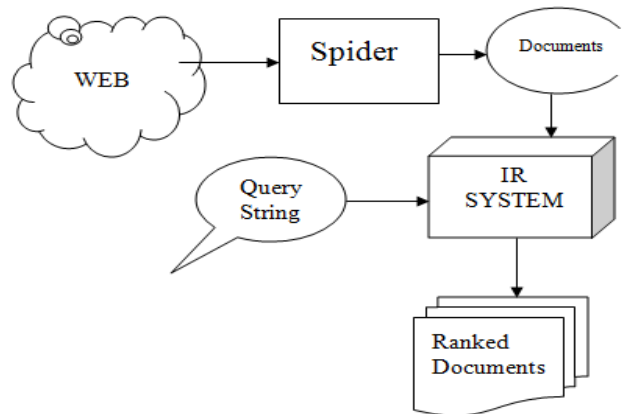 WEB
Spider
Documents
Query
String
IR
SYSTEM
Ranked
Documents